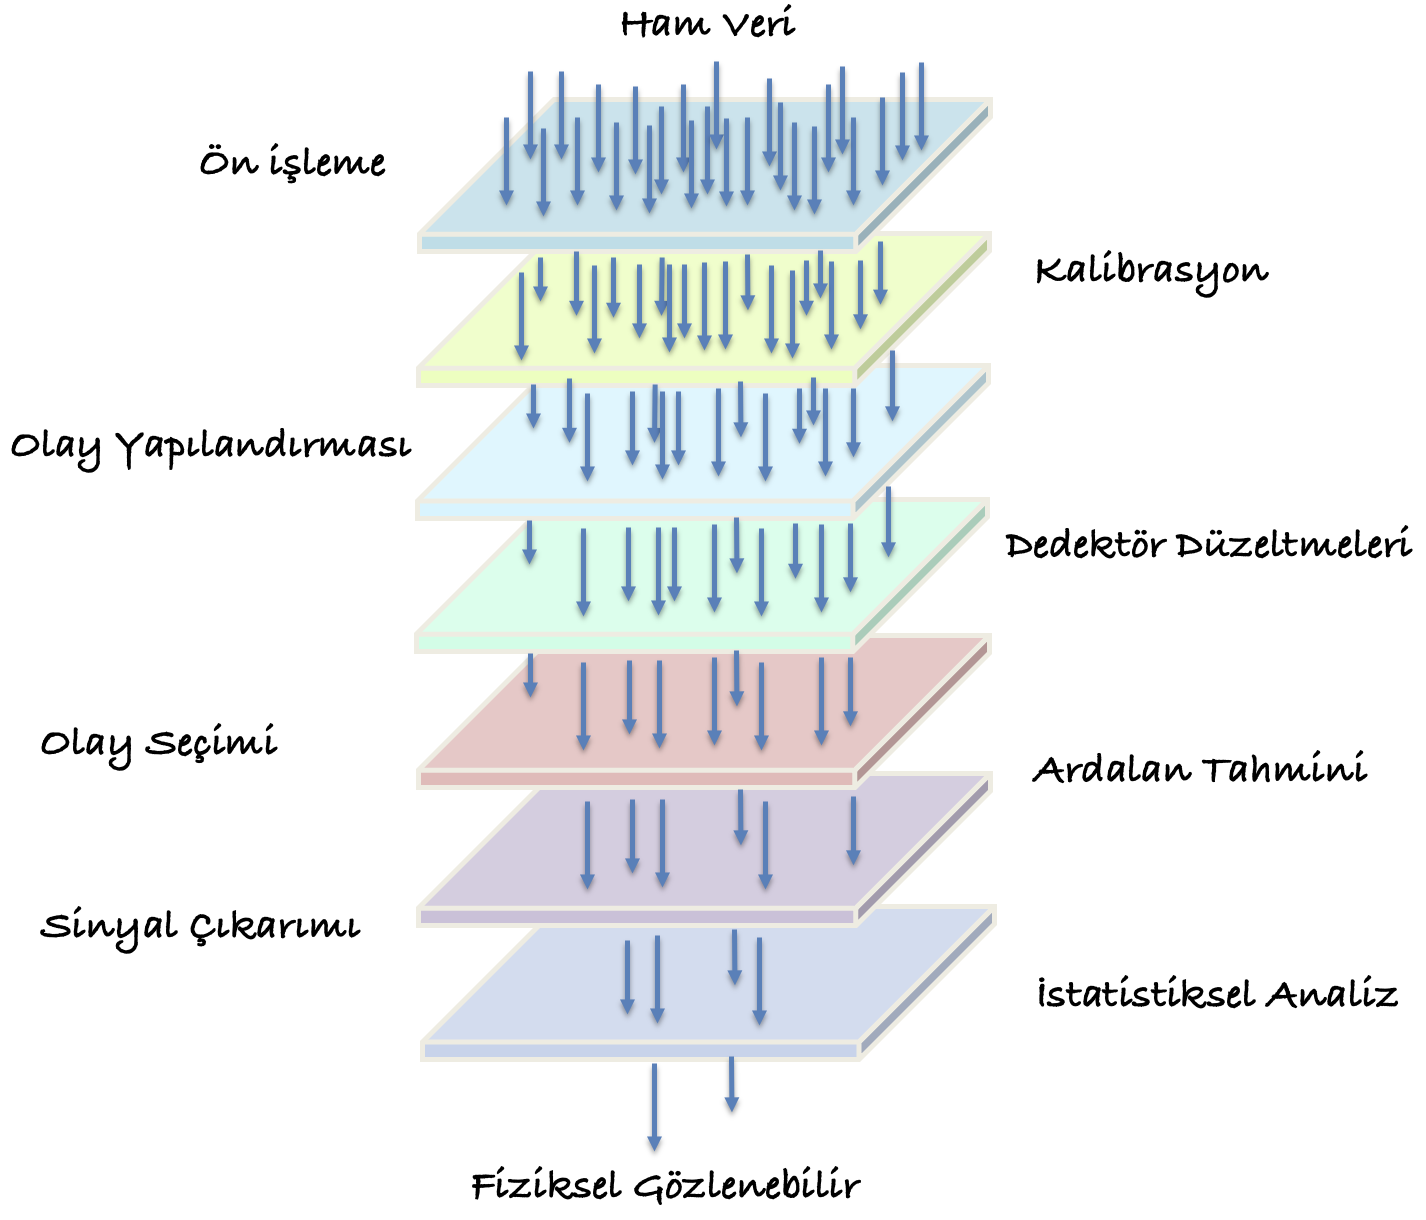 Ham Veri
Ön işleme
Kalibrasyon
Olay Yapılandırması
Dedektör Düzeltmeleri
Olay Seçimi
Ardalan Tahmini
Sinyal Çıkarımı
İstatistiksel Analiz
Fiziksel Gözlenebilir